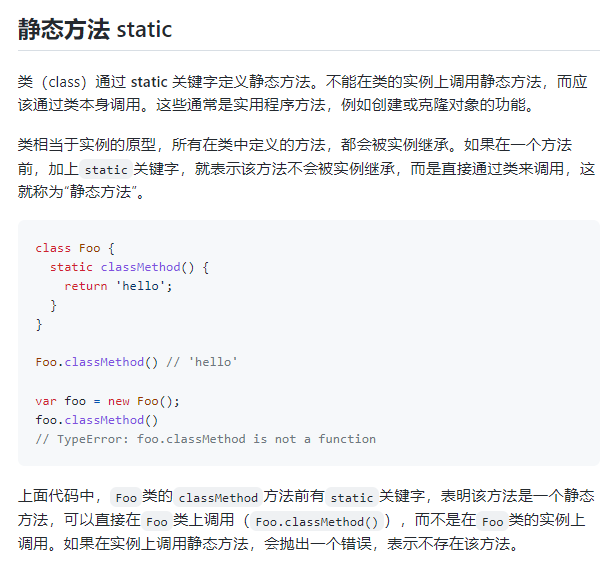 静态方法 static
类（class）通过 static 关键字定义静态方法。不能在类的实例上调用静态方法，而应
该通过类本身调用。这些通常是实用程序方法，例如创建或克隆对象的功能。
类相当于实例的原型，所有在类中定义的方法，都会被实例继承。如果在一个方法
前，加上 static 关键字，就表示该方法不会被实例继承，而是直接通过类来调用，这
就称为“静态方法”。
class Foo {
  static classMethod() {
    return 'hello';
  }
}
Foo.classMethod() // 'hello'
var foo = new Foo();
foo.classMethod()
// TypeError: foo.classMethod is not a function
上面代码中， Foo 类的 classMethod 方法前有 static 关键字，表明该方法是一个静态
方法，可以直接在 Foo 类上调用（ Foo.classMethod() ），而不是在 Foo 类的实例上
调用。如果在实例上调用静态方法，会抛出一个错误，表示不存在该方法。